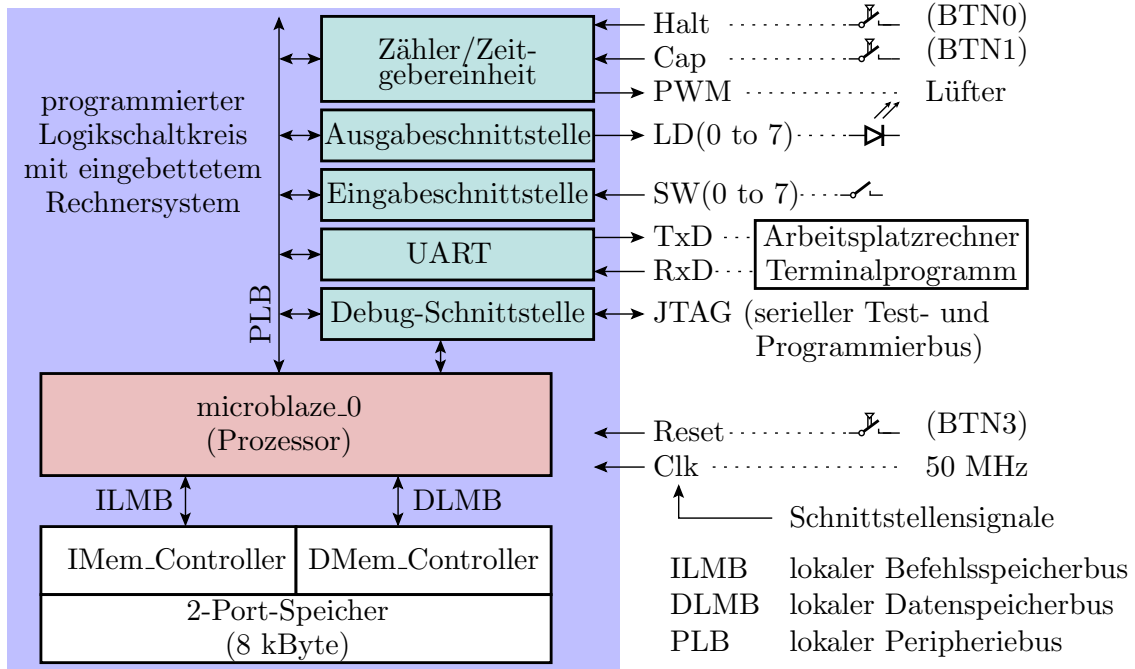 programmierter
Logikschaltkreis
mit eingebettetem
Rechnersystem
PLB
Zähler/Zeit-
gebereinheit
Ausgabeschnittstelle
Eingabeschnittstelle
UART
Debug-Schnittstelle
Halt (BTN0)
Cap (BTN1)
PWM Lüfter
LD(0 to 7)
SW(0 to 7)
TxD Arbeitsplatzrechner
RxD Terminalprogramm
JTAG (serieller Test- und
Programmierbus)
microblaze_0
(Prozessor)
Reset (BTN3)
Clk 50 MHz
ILMB DLMB
Schnittstellensignale
IMem_Controller DMem_Controller
2-Port-Speicher
(8 kByte)
ILMB lokaler Befehlsspeicherbus
DLMB lokaler Datenspeicherbus
PLB lokaler Peripheriebus